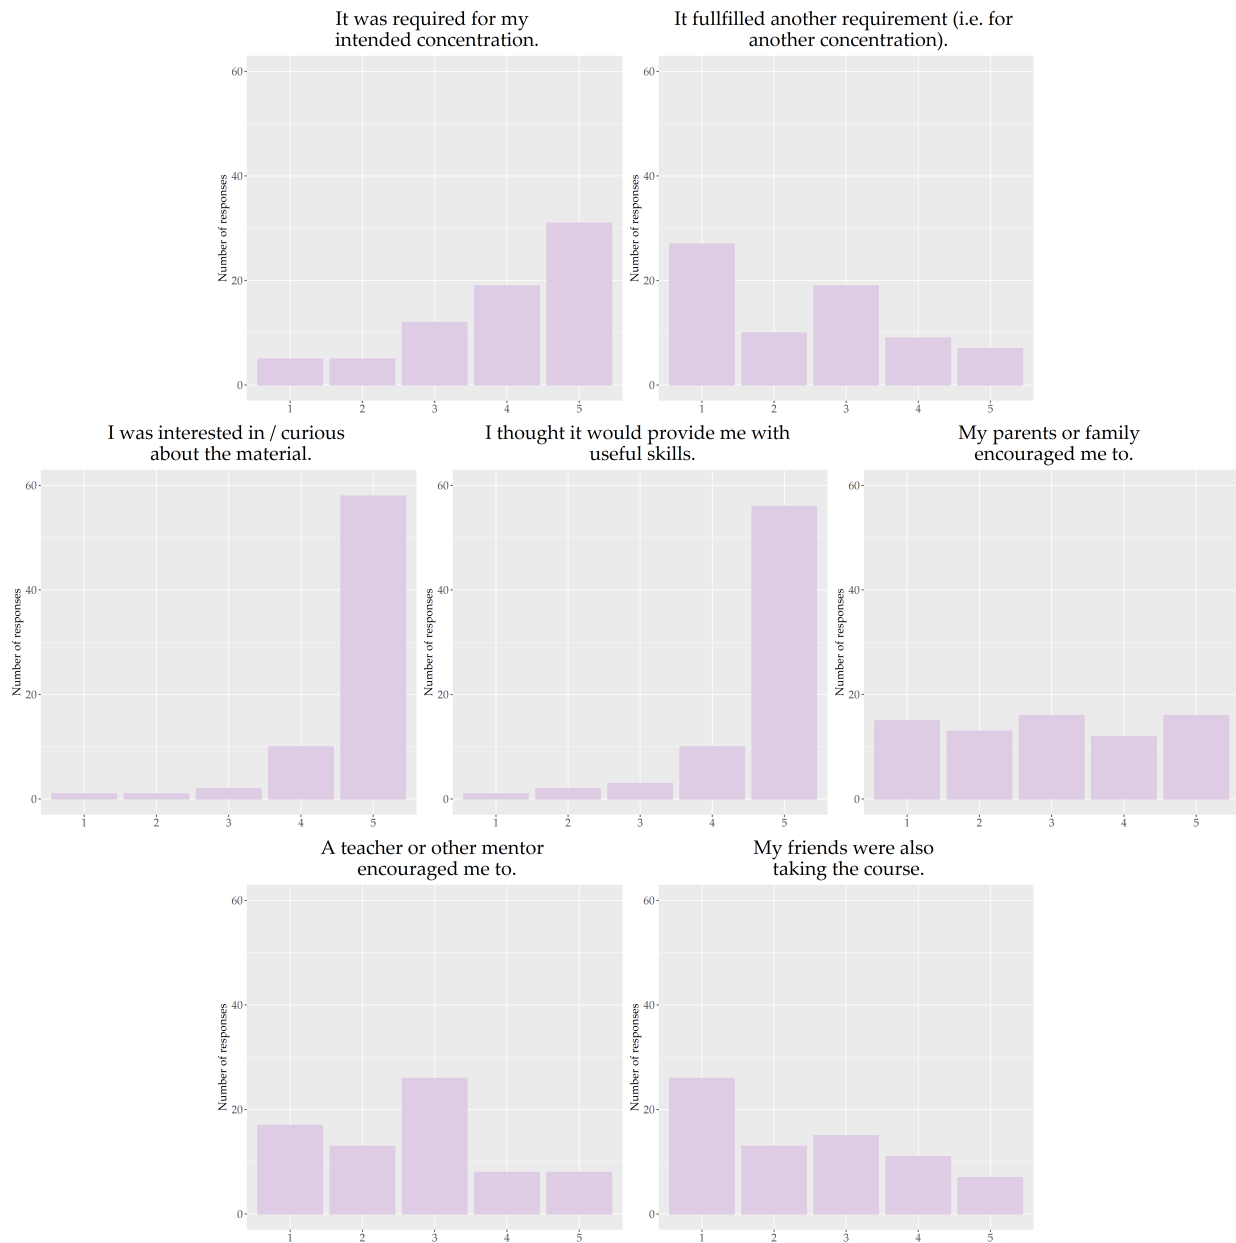 It was required for my
intended concentration.
It fullfilled another requirement (i.e. for
another concentration).
60
40
20
0
Number of responses
1 2 3 4 5
60
40
20
0
Number of responses
1 2 3 4 5
I was interested in / curious
about the material.
I thought it would provide me with
useful skills.
My parents or family
encouraged me to.
60
40
20
0
Number of responses
1 2 3 4 5
60
40
20
0
Number of responses
1 2 3 4 5
60
40
20
0
Number of responses
1 2 3 4 5
A teacher or other mentor
encouraged me to.
My friends were also
taking the course.
60
40
20
0
Number of responses
1 2 3 4 5
60
40
20
0
Number of responses
1 2 3 4 5